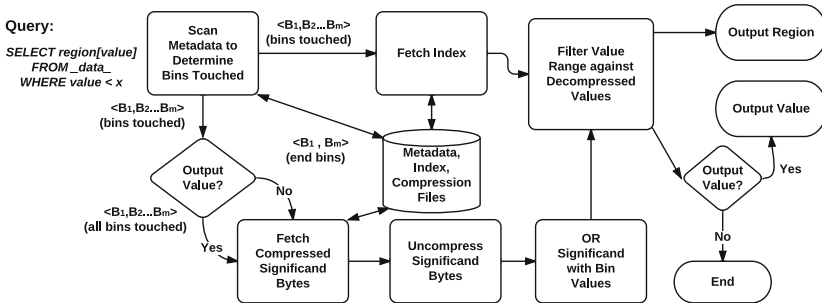 Query:
SELECT region[value]
FROM _data_
WHERE value < x
Scan
Metadata to
Determine
Bins Touched
<B1,B2...Bm>
(bins touched)
Fetch Index
Filter Value
Range against
Decompressed
Values
Output Region
Output Value
<B1,B2...Bm>
(bins touched)
<B1 , Bm>
(end bins)
Metadata,
Index,
Compression
Files
Output
Value?
No
<B1,B2...Bm>
(all bins touched)
Yes
Fetch
Compressed
Significand
Bytes
Uncompress
Significand
Bytes
OR
Significand
with Bin
Values
Output
Value?
Yes
No
End